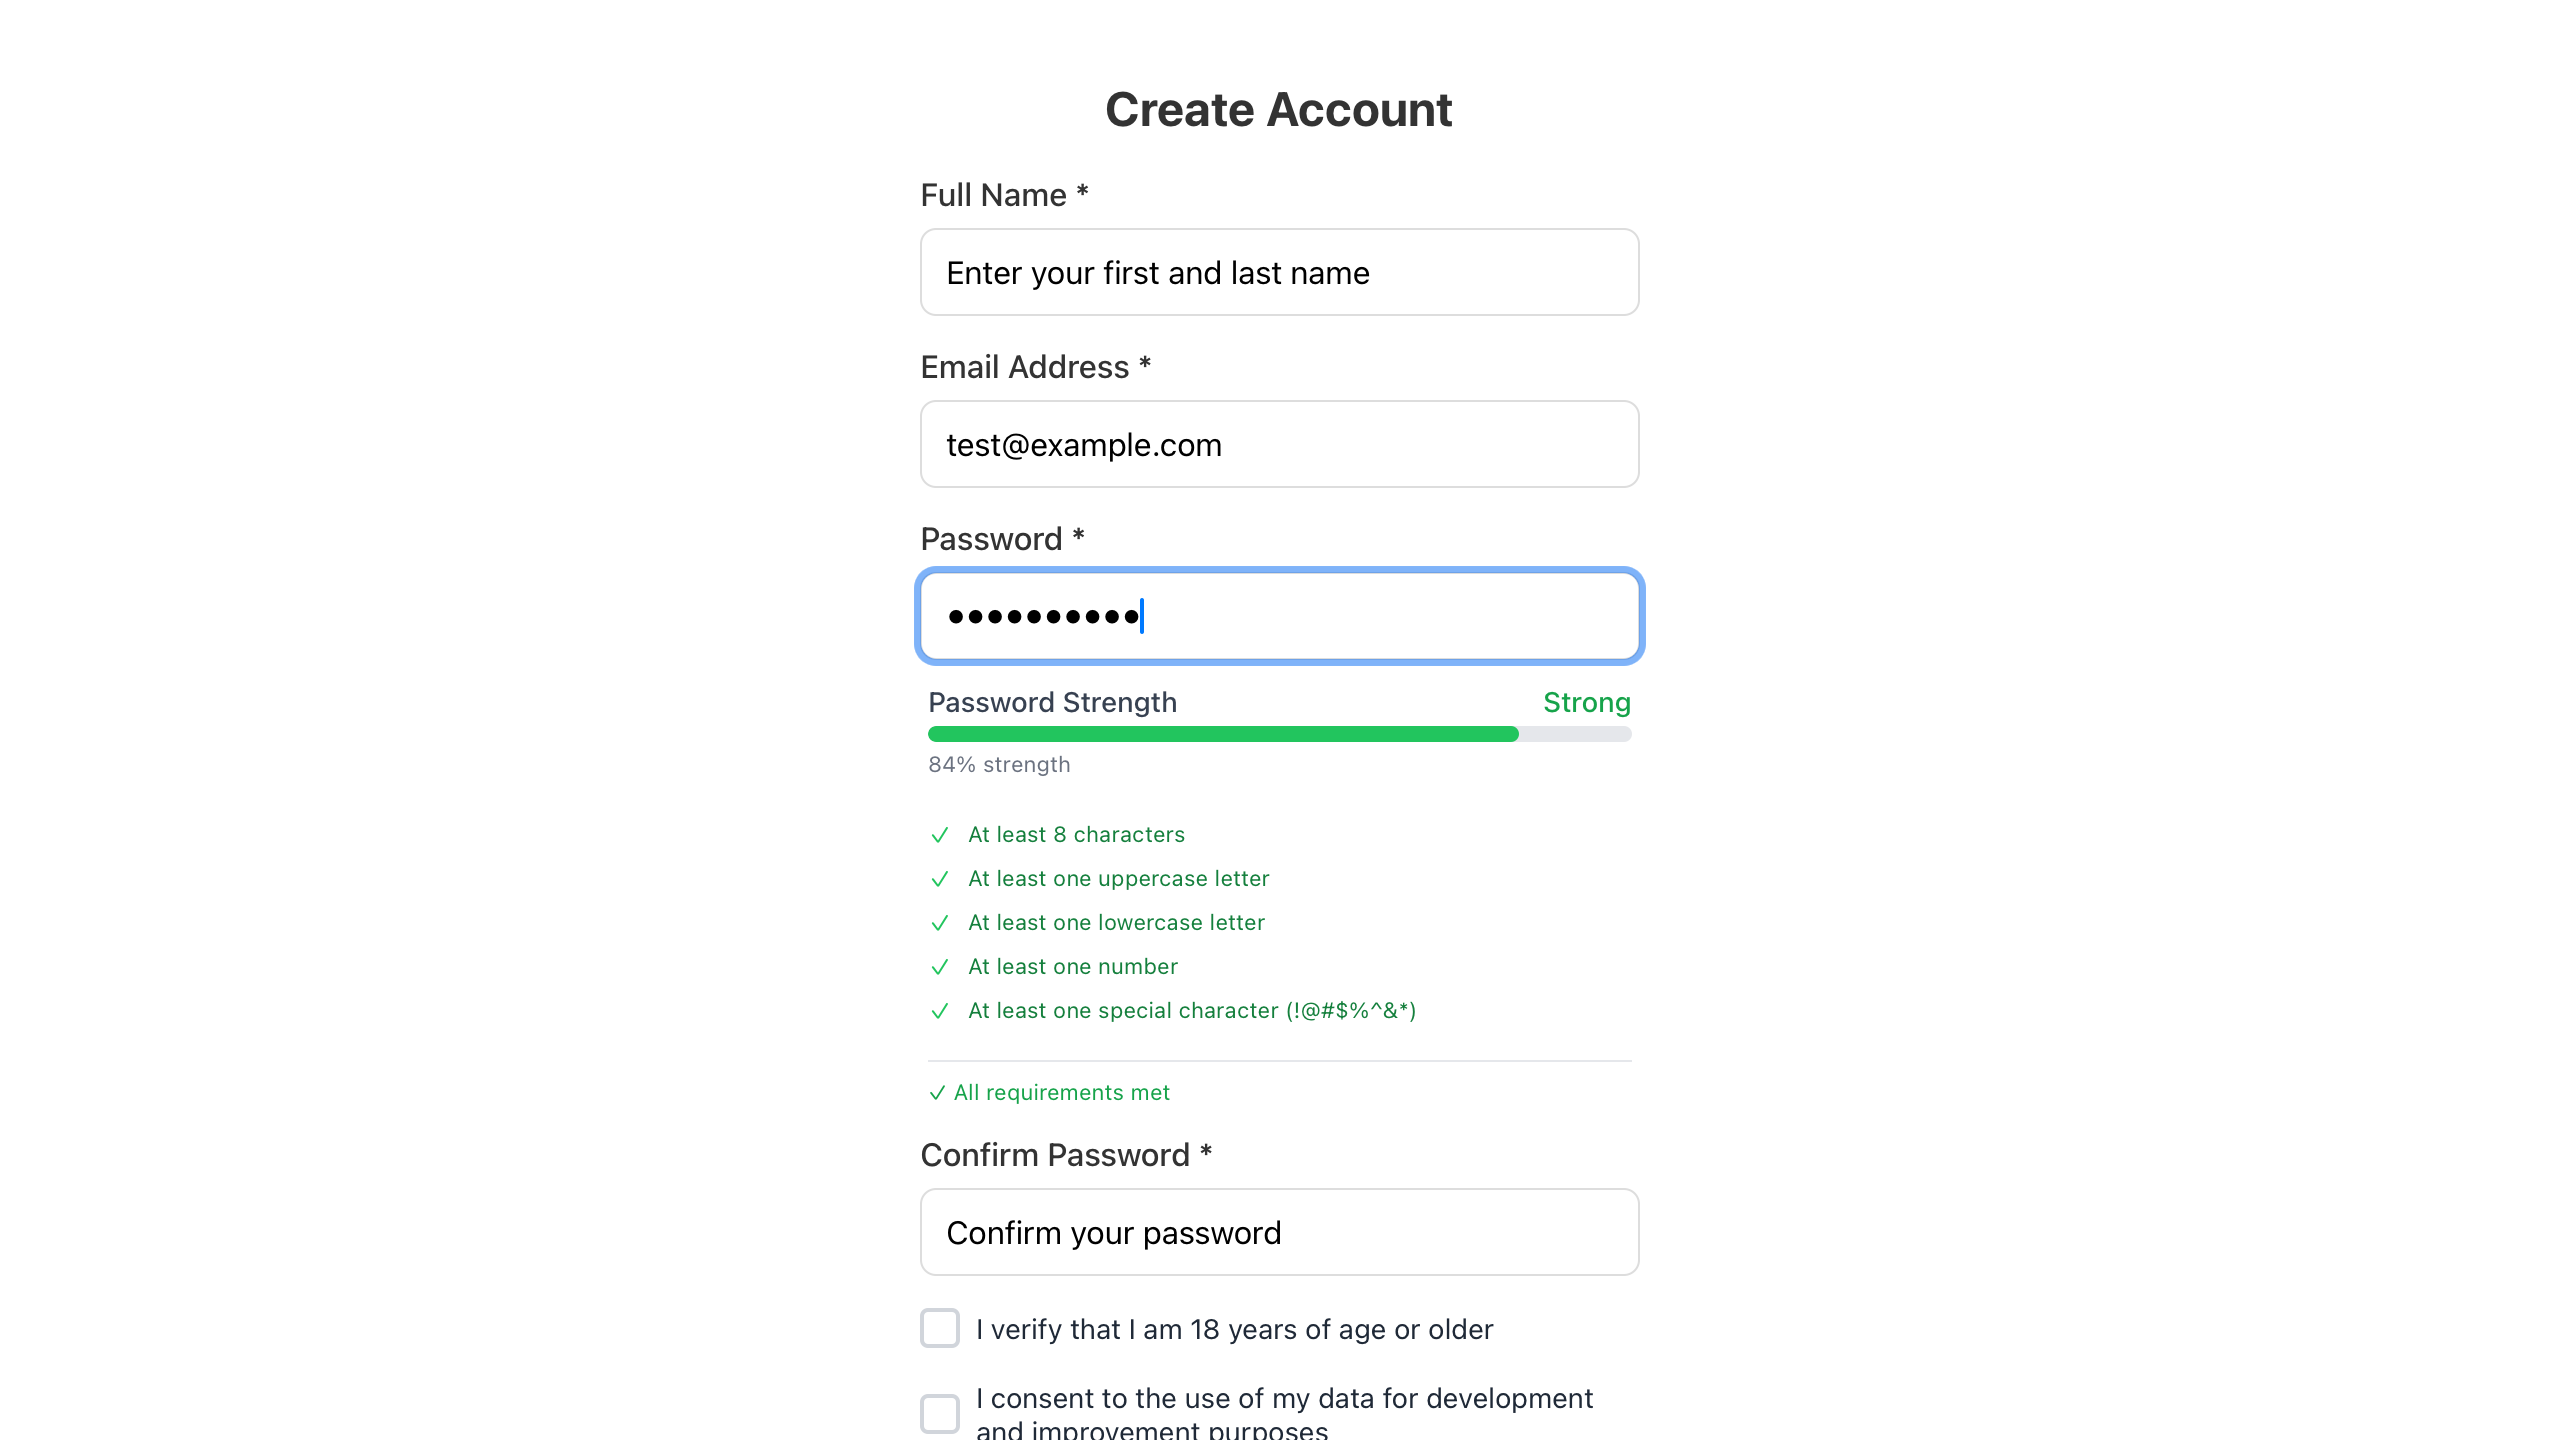 Create Account
Full Name *
Enter your first and last name
Email Address *
test@example.com
Password *
••••••••••
Password Strength Strong
84% strength
✓ At least 8 characters
✓ At least one uppercase letter
✓ At least one lowercase letter
✓ At least one number
✓ At least one special character (!@#$%^&*)
✓ All requirements met
Confirm Password *
Confirm your password
I verify that I am 18 years of age or older
I consent to the use of my data for development
and improvement purposes